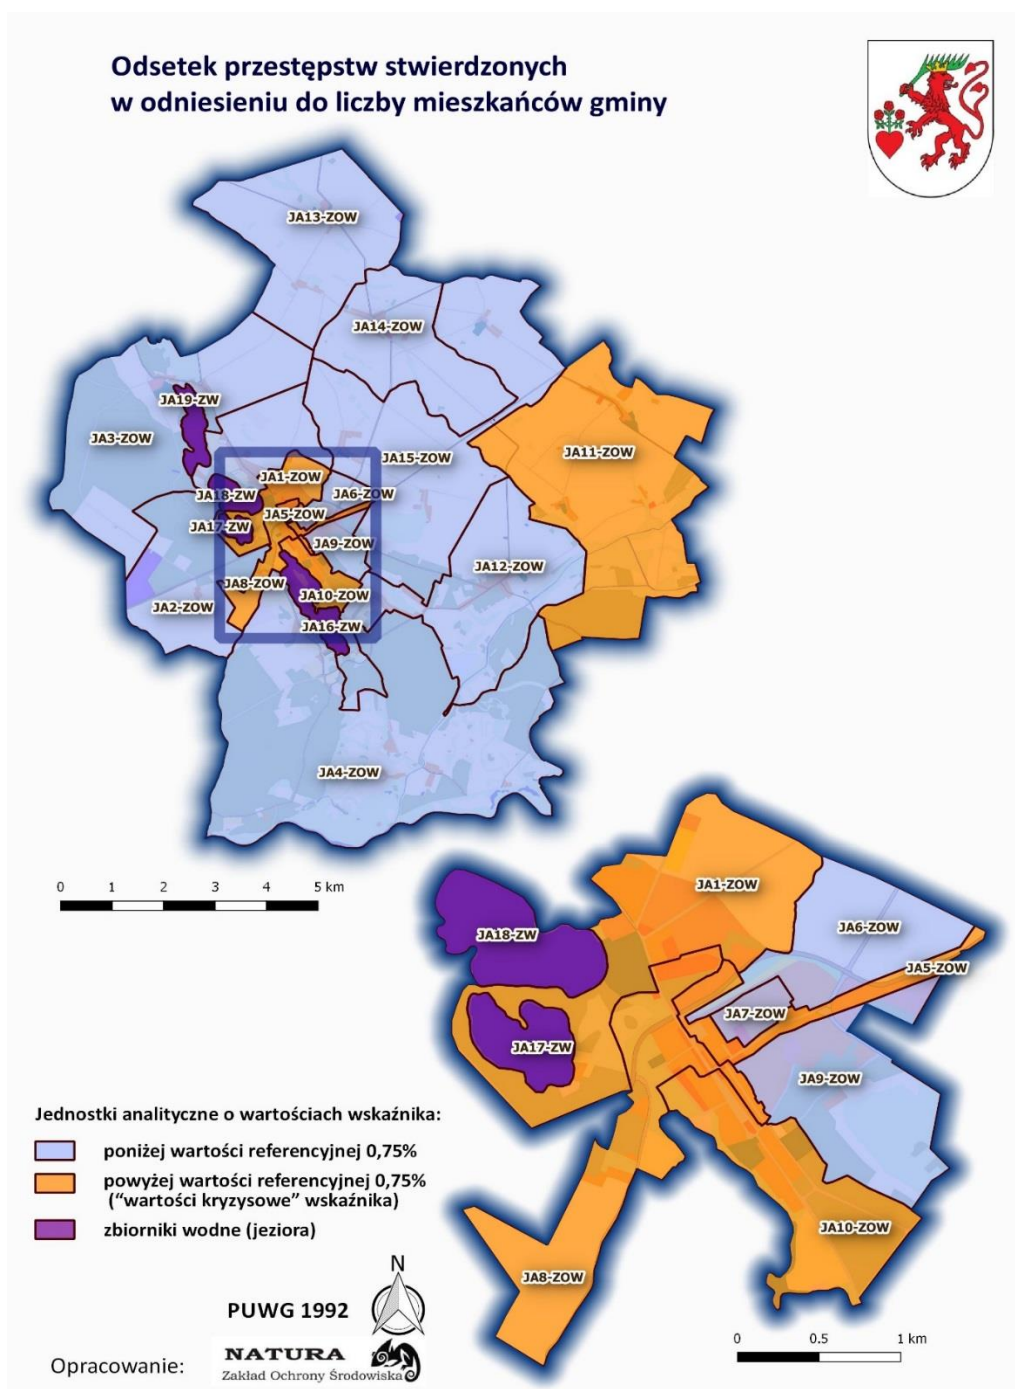 Odsetek przestępstw stwierdzonych
w odniesieniu do liczby mieszkańców gminy
JA13-ZOW
JA14-ZOW
JA19-ZW
JA3-ZOW
JA11-ZOW
JA15-ZOW
JA1-ZOW
JA18-ZW
JA6-ZOW
JA5-ZOW
JA17-ZW
JA9-ZOW
JA12-ZOW
JA8-ZOW
JA10-ZOW
JA2-ZOW
JA16-ZW
JA4-ZOW
0 1 2 3 4 5 km
JA1-ZOW
JA18-ZW
JA6-ZOW
JA5-ZOW
JA7-ZOW
JA17-ZW
JA9-ZOW
JA10-ZOW
JA8-ZOW
Jednostki analityczne o wartościach wskaźnika:
poniżej wartości referencyjnej 0,75%
powyżej wartości referencyjnej 0,75%
(“wartości kryzysowe” wskaźnika)
zbiorniki wodne (jeziora)
N
PUWG 1992
0 0.5 1 km
Opracowanie:
NATURA
Zakład Ochrony Środowiska